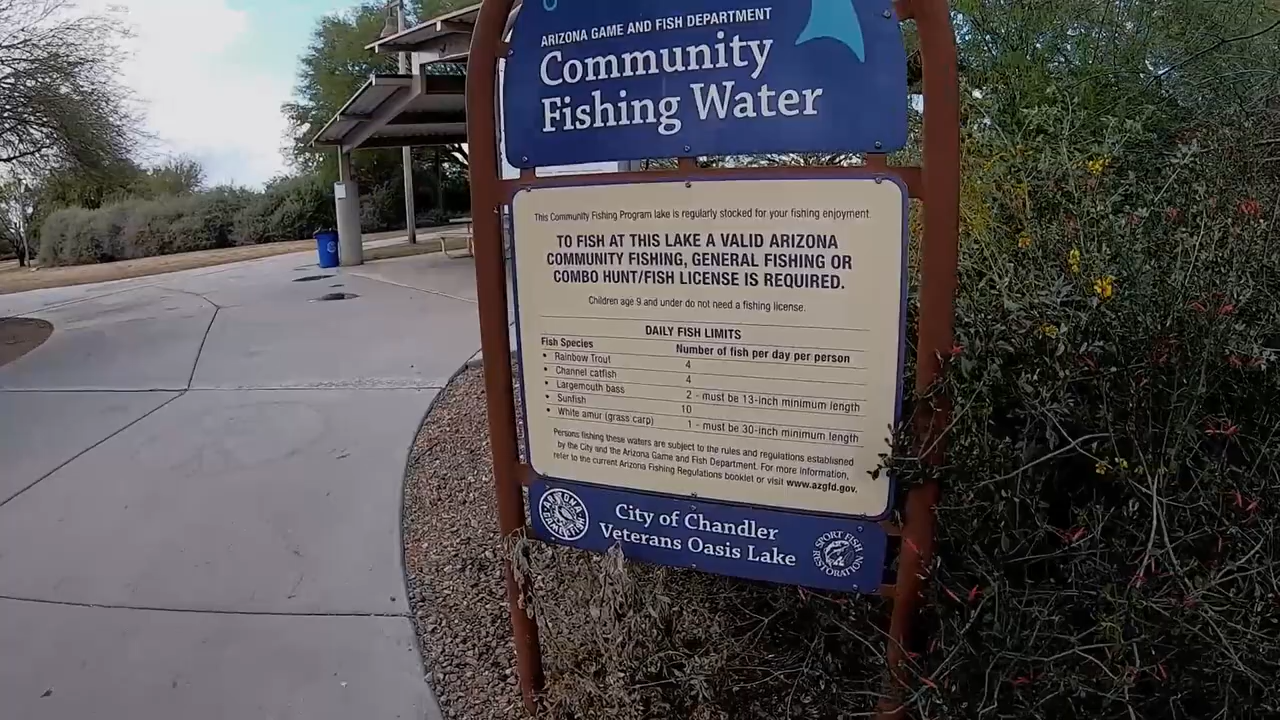 ARIZONA GAME AND FISH DEPARTMENT
Community
Fishing Water
This Community Fishing Program lake is regularly stocked for your fishing enjoyment.
TO FISH AT THIS LAKE A VALID ARIZONA
COMMUNITY FISHING, GENERAL FISHING OR
COMBO HUNT/FISH LICENSE IS REQUIRED.
Children age 9 and under do not need a fishing license.
DAILY FISH LIMITS
Fish Species Number of fish per day per person
• Rainbow Trout 4
• Channel catfish 4
• Largemouth bass 2 - must be 13-inch minimum length
• Sunfish 10
• White amur (grass carp) 1 - must be 30-inch minimum length
Persons fishing these waters are subject to the rules and regulations established
by the City and the Arizona Game and Fish Department. For more information,
refer to the current Arizona Fishing Regulations booklet or visit www.azgfd.gov.
City of Chandler
Veterans Oasis Lake
SPORT FISH
RESTORATION